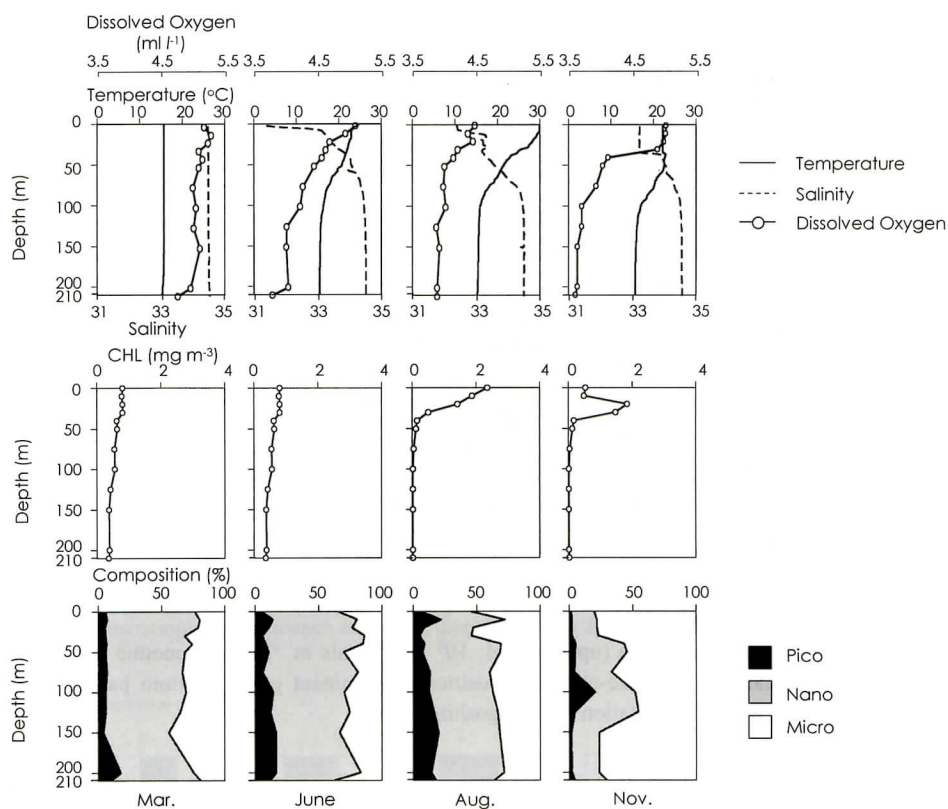 Dissolved Oxygen
(ml l-1)
3.5 4.5 5.5 3.5 4.5 5.5 3.5 4.5 5.5 3.5 4.5 5.5
Temperature (°C)
0 10 20 30 0 10 20 30 0 10 20 30 0 10 20 30
Depth (m)
0
50
100
150
200
210
31 33 35 31 33 35 31 33 35 31 33 35
Salinity
Temperature
Salinity
Dissolved Oxygen
CHL (mg m-3)
0 2 4 0 2 4 0 2 4 0 2 4
Depth (m)
0
50
100
150
200
210
Composition (%)
0 50 100 0 50 100 0 50 100 0 50 100
Depth (m)
0
50
100
150
200
210
Mar. June Aug. Nov.
Pico
Nano
Micro